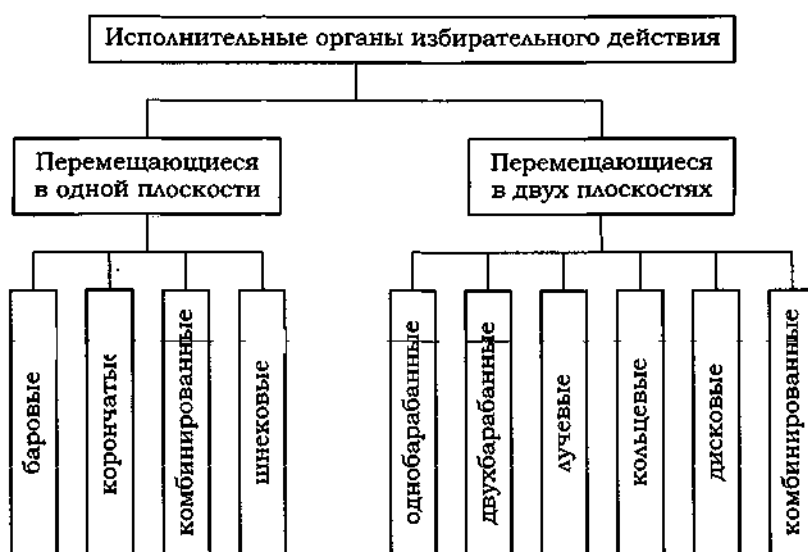 Исполнительные органы избирательного действия
Перемещающиеся
в одной плоскости
Перемещающиеся
в двух плоскостях
баровые
корончатые
комбинированные
шнековые
однобарабанные
двухбарабанные
лучевые
кольцевые
дисковые
комбинированные